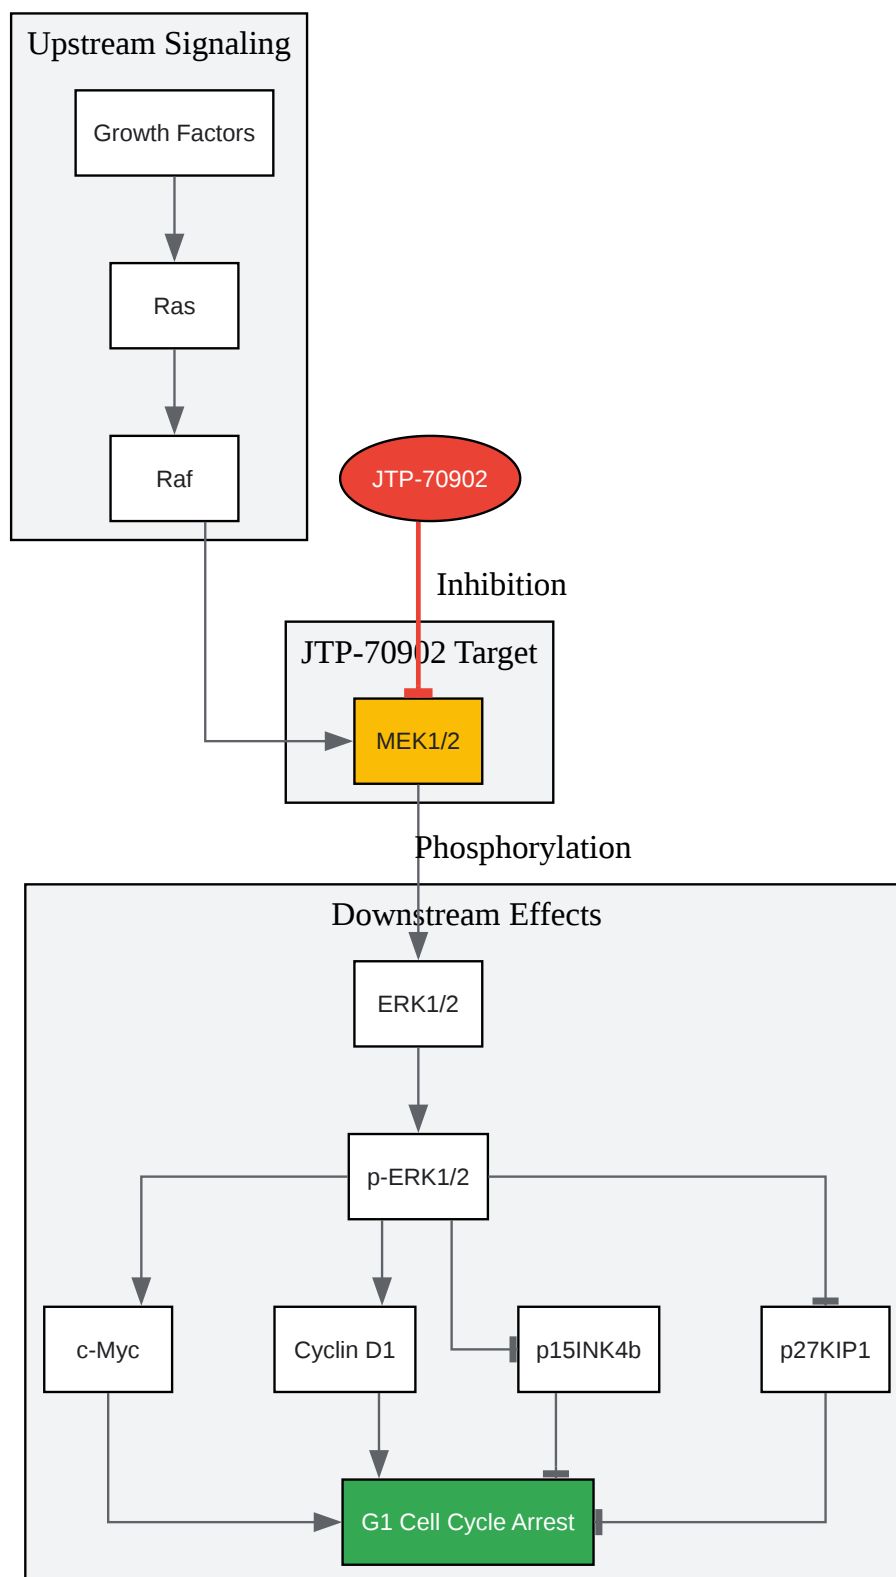 Upstream Signaling
Growth Factors
Ras
Raf
JTP-70902
Inhibition
JTP-70902 Target
MEK1/2
Phosphorylation
Downstream Effects
ERK1/2
p-ERK1/2
c-Myc
Cyclin D1
p15INK4b
p27KIP1
G1 Cell Cycle Arrest